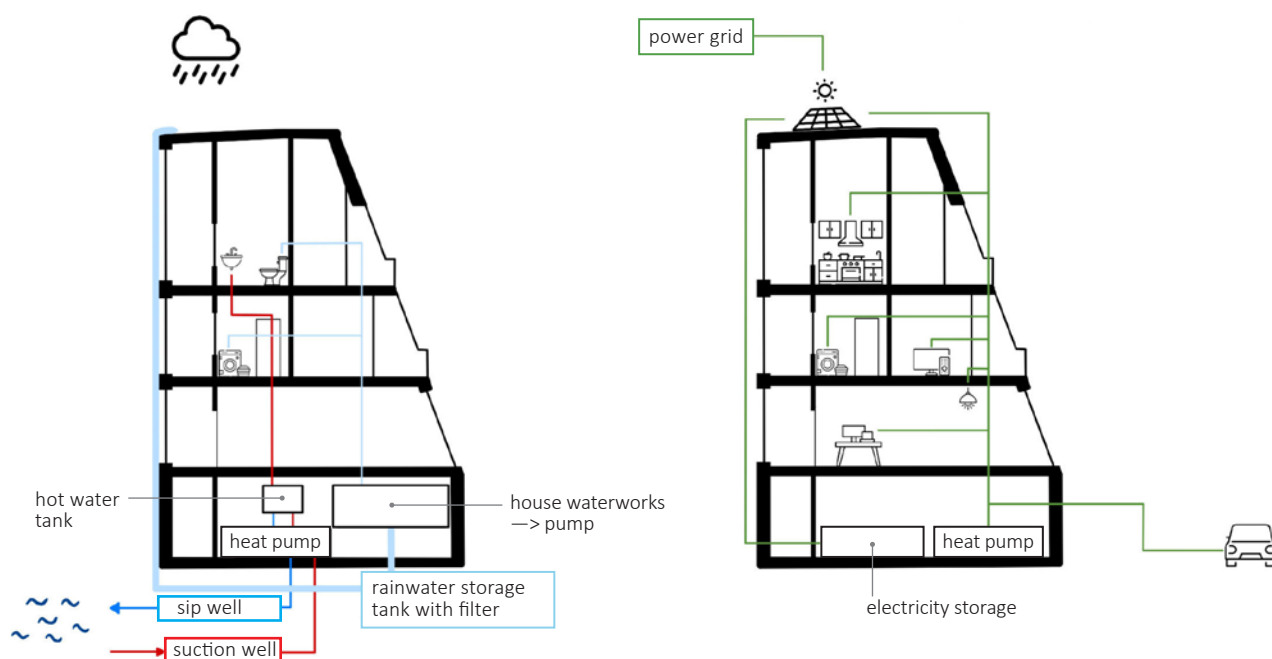 power grid
hot water
tank
house waterworks
—> pump
heat pump
heat pump
rainwater storage
tank with filter
sip well
suction well
electricity storage